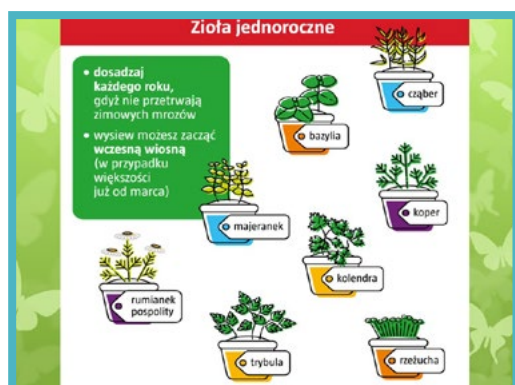 Zioła jednoroczne
• dosadzaj
każdego roku,
gdyż nie przetrwają
zimowych mrozów
• wysiew możesz zacząć
wczesną wiosną
(w przypadku
większości
już od marca)
cząber
bazylia
koper
majeranek
kolendra
rumianek
pospolity
trybula
rzeżucha